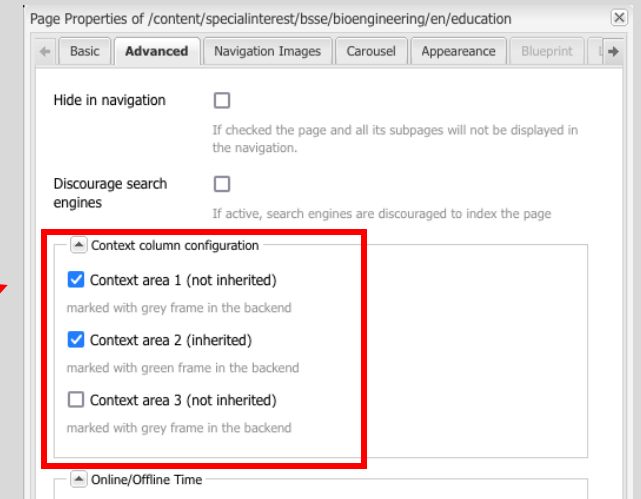 Page Properties of /content/specialinterest/bsse/bioengineering/en/education
Basic Advanced Navigation Images Carousel Appeareance Blueprint
Hide in navigation
If checked the page and all its subpages will not be displayed in
the navigation.
Discourage search
engines
If active, search engines are discouraged to index the page
Context column configuration
Context area 1 (not inherited)
marked with grey frame in the backend
Context area 2 (inherited)
marked with green frame in the backend
Context area 3 (not inherited)
marked with grey frame in the backend
Online/Offline Time